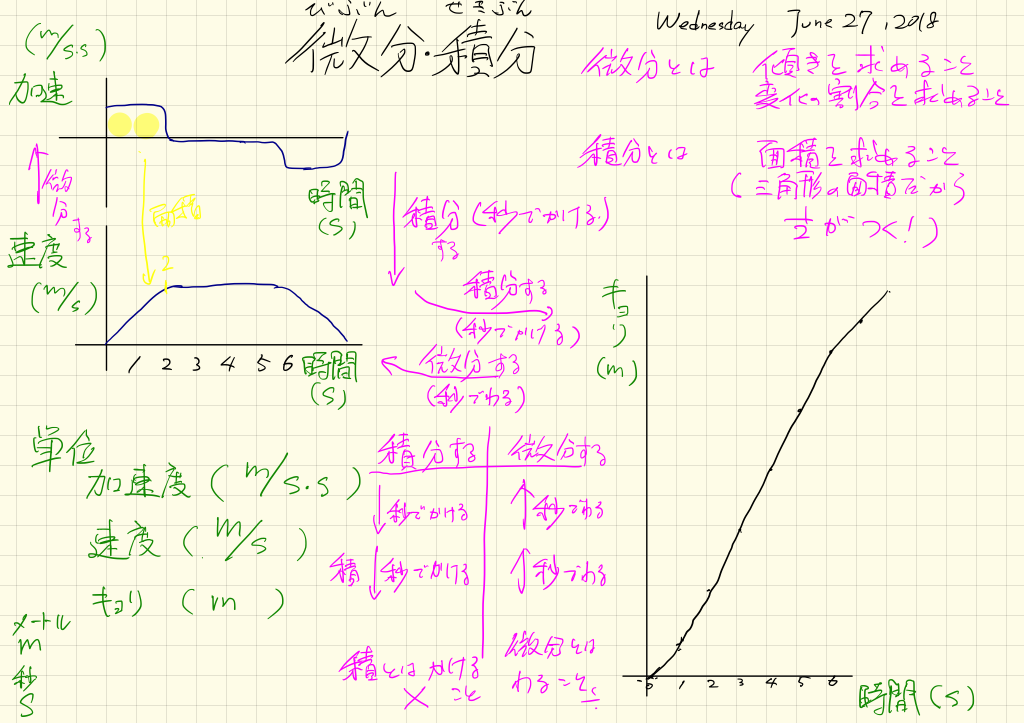 びぶん せきぶん
微分・積分
Wednesday June 27, 2018
(m/s.s)
加速
微分する
時間
(s)
面積
2
速度
(m/s)
1 2 3 4 5 6 時間
(s)
微分とは 傾きを求めること
変化の割合を求めること
積分とは 面積を求めること
(三角形の面積だから
1/2がつく!)
積分(秒でかける)
する
積分する
(秒でかける)
微分する
(秒でわる)
キョリ
(m)
0 1 2 3 4 5 6
時間(s)
単位
加速度(m/s.s)
速度(m/s)
キョリ(m)
メートル
m
秒
s
積分する 微分する
秒でかける 秒でわる
積 秒でかける 秒でわる
積とはかける
× こと
微分とは
わること